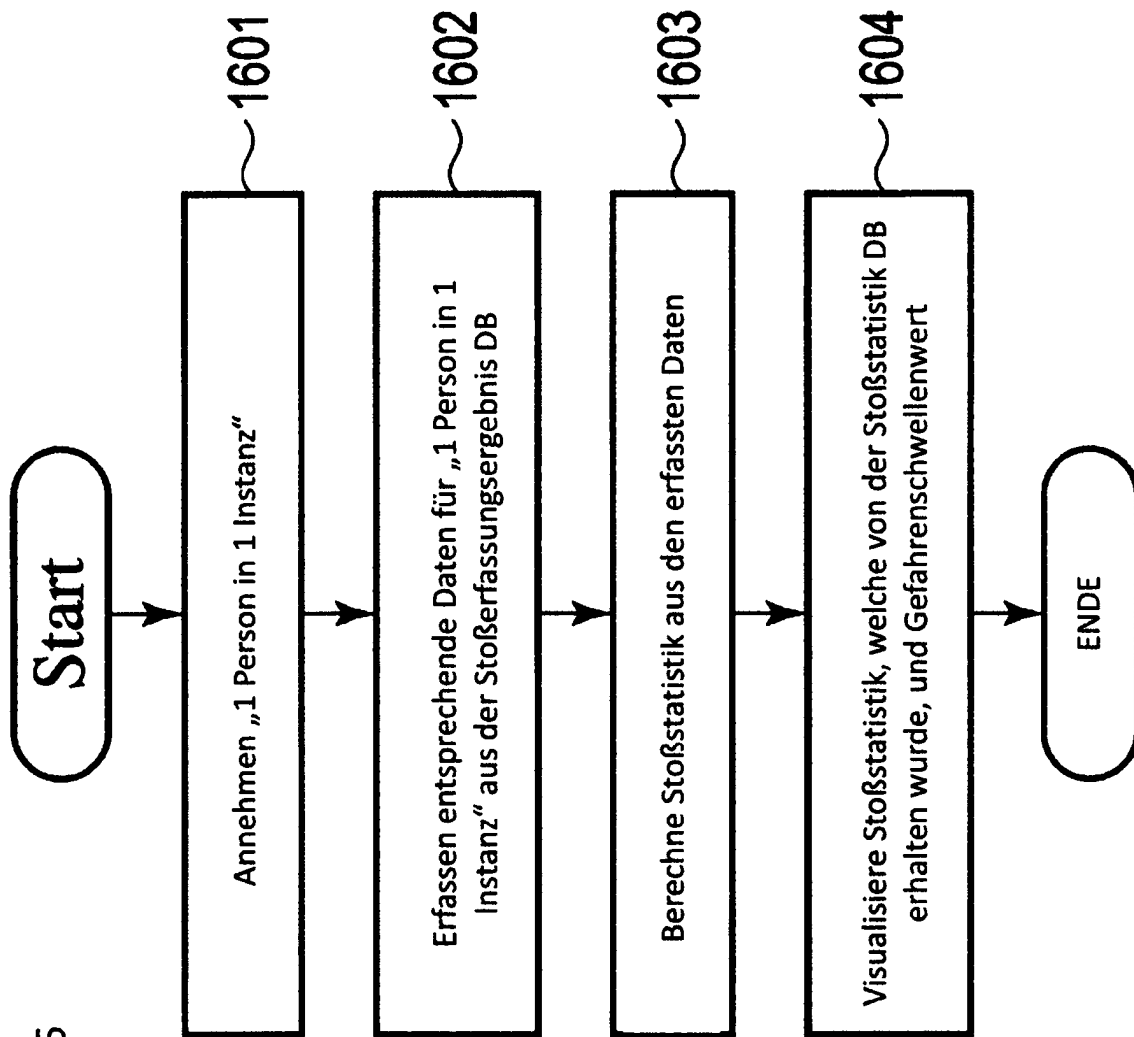 Start
Annehmen „1 Person in 1 Instanz“
1601
Erfassen entsprechende Daten für „1 Person in 1
Instanz“ aus der Stoßerfassungsergebnis DB
1602
Berechne Stoßstatistik aus den erfassten Daten
1603
Visualisiere Stoßstatistik, welche von der Stoßstatistik DB
erhalten wurde, und Gefahrenschwellenwert
1604
ENDE